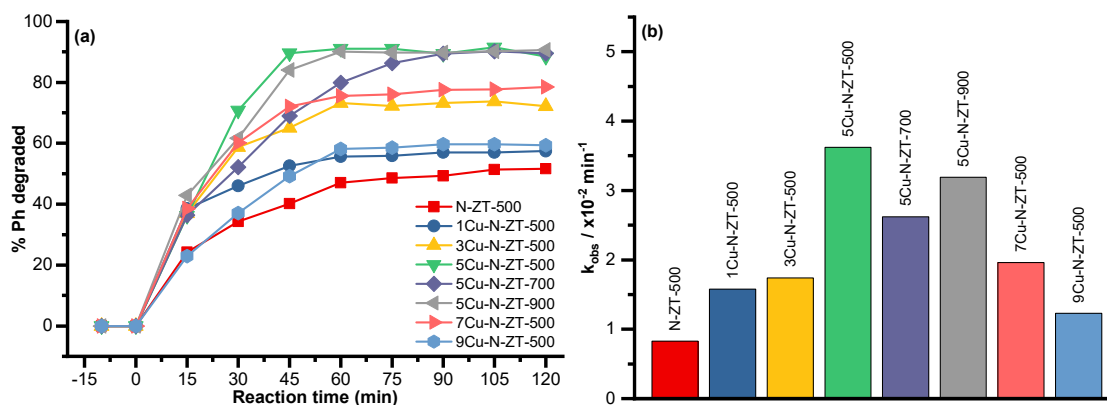 (a)
% Ph degraded
100
80
60
40
20
0
-15
0
15
30
45
60
75
90
105
120
Reaction time (min)
N-ZT-500
1Cu-N-ZT-500
3Cu-N-ZT-500
5Cu-N-ZT-500
5Cu-N-ZT-700
5Cu-N-ZT-900
7Cu-N-ZT-500
9Cu-N-ZT-500
(b)
k_obs / x10⁻² min⁻¹
5
4
3
2
1
0
N-ZT-500
1Cu-N-ZT-500
3Cu-N-ZT-500
5Cu-N-ZT-500
5Cu-N-ZT-700
5Cu-N-ZT-900
7Cu-N-ZT-500
9Cu-N-ZT-500